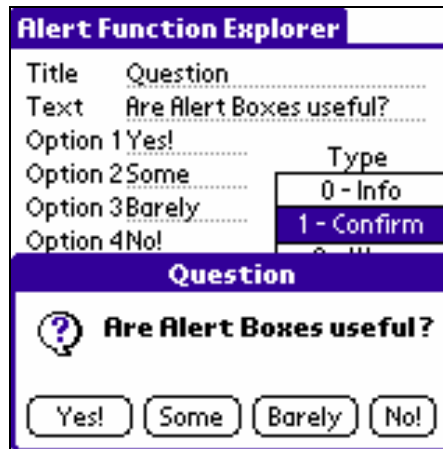 Alert Function Explorer
Title Question
Text Are Alert Boxes useful?
Option 1 Yes!
Type
Option 2 Some
0 - Info
Option 3 Barely
1 - Confirm
Option 4 No!
Question
Are Alert Boxes useful?
Yes! Some Barely No!